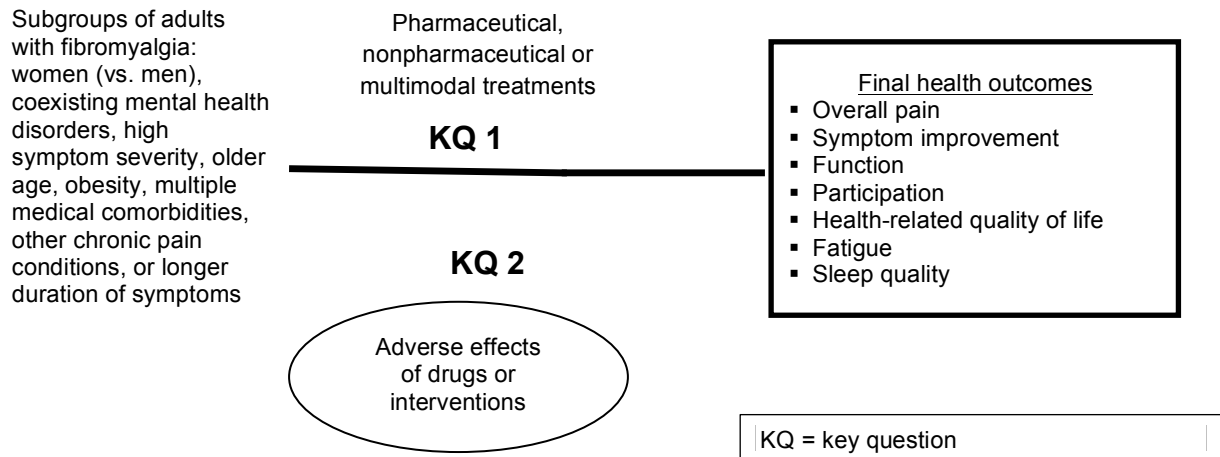 Subgroups of adults
with fibromyalgia:
women (vs. men),
coexisting mental health
disorders, high
symptom severity, older
age, obesity, multiple
medical comorbidities,
other chronic pain
conditions, or longer
duration of symptoms
Pharmaceutical,
nonpharmaceutical or
multimodal treatments
KQ 1
KQ 2
Adverse effects
of drugs or
interventions
Final health outcomes
▪ Overall pain
▪ Symptom improvement
▪ Function
▪ Participation
▪ Health-related quality of life
▪ Fatigue
▪ Sleep quality
KQ = key question